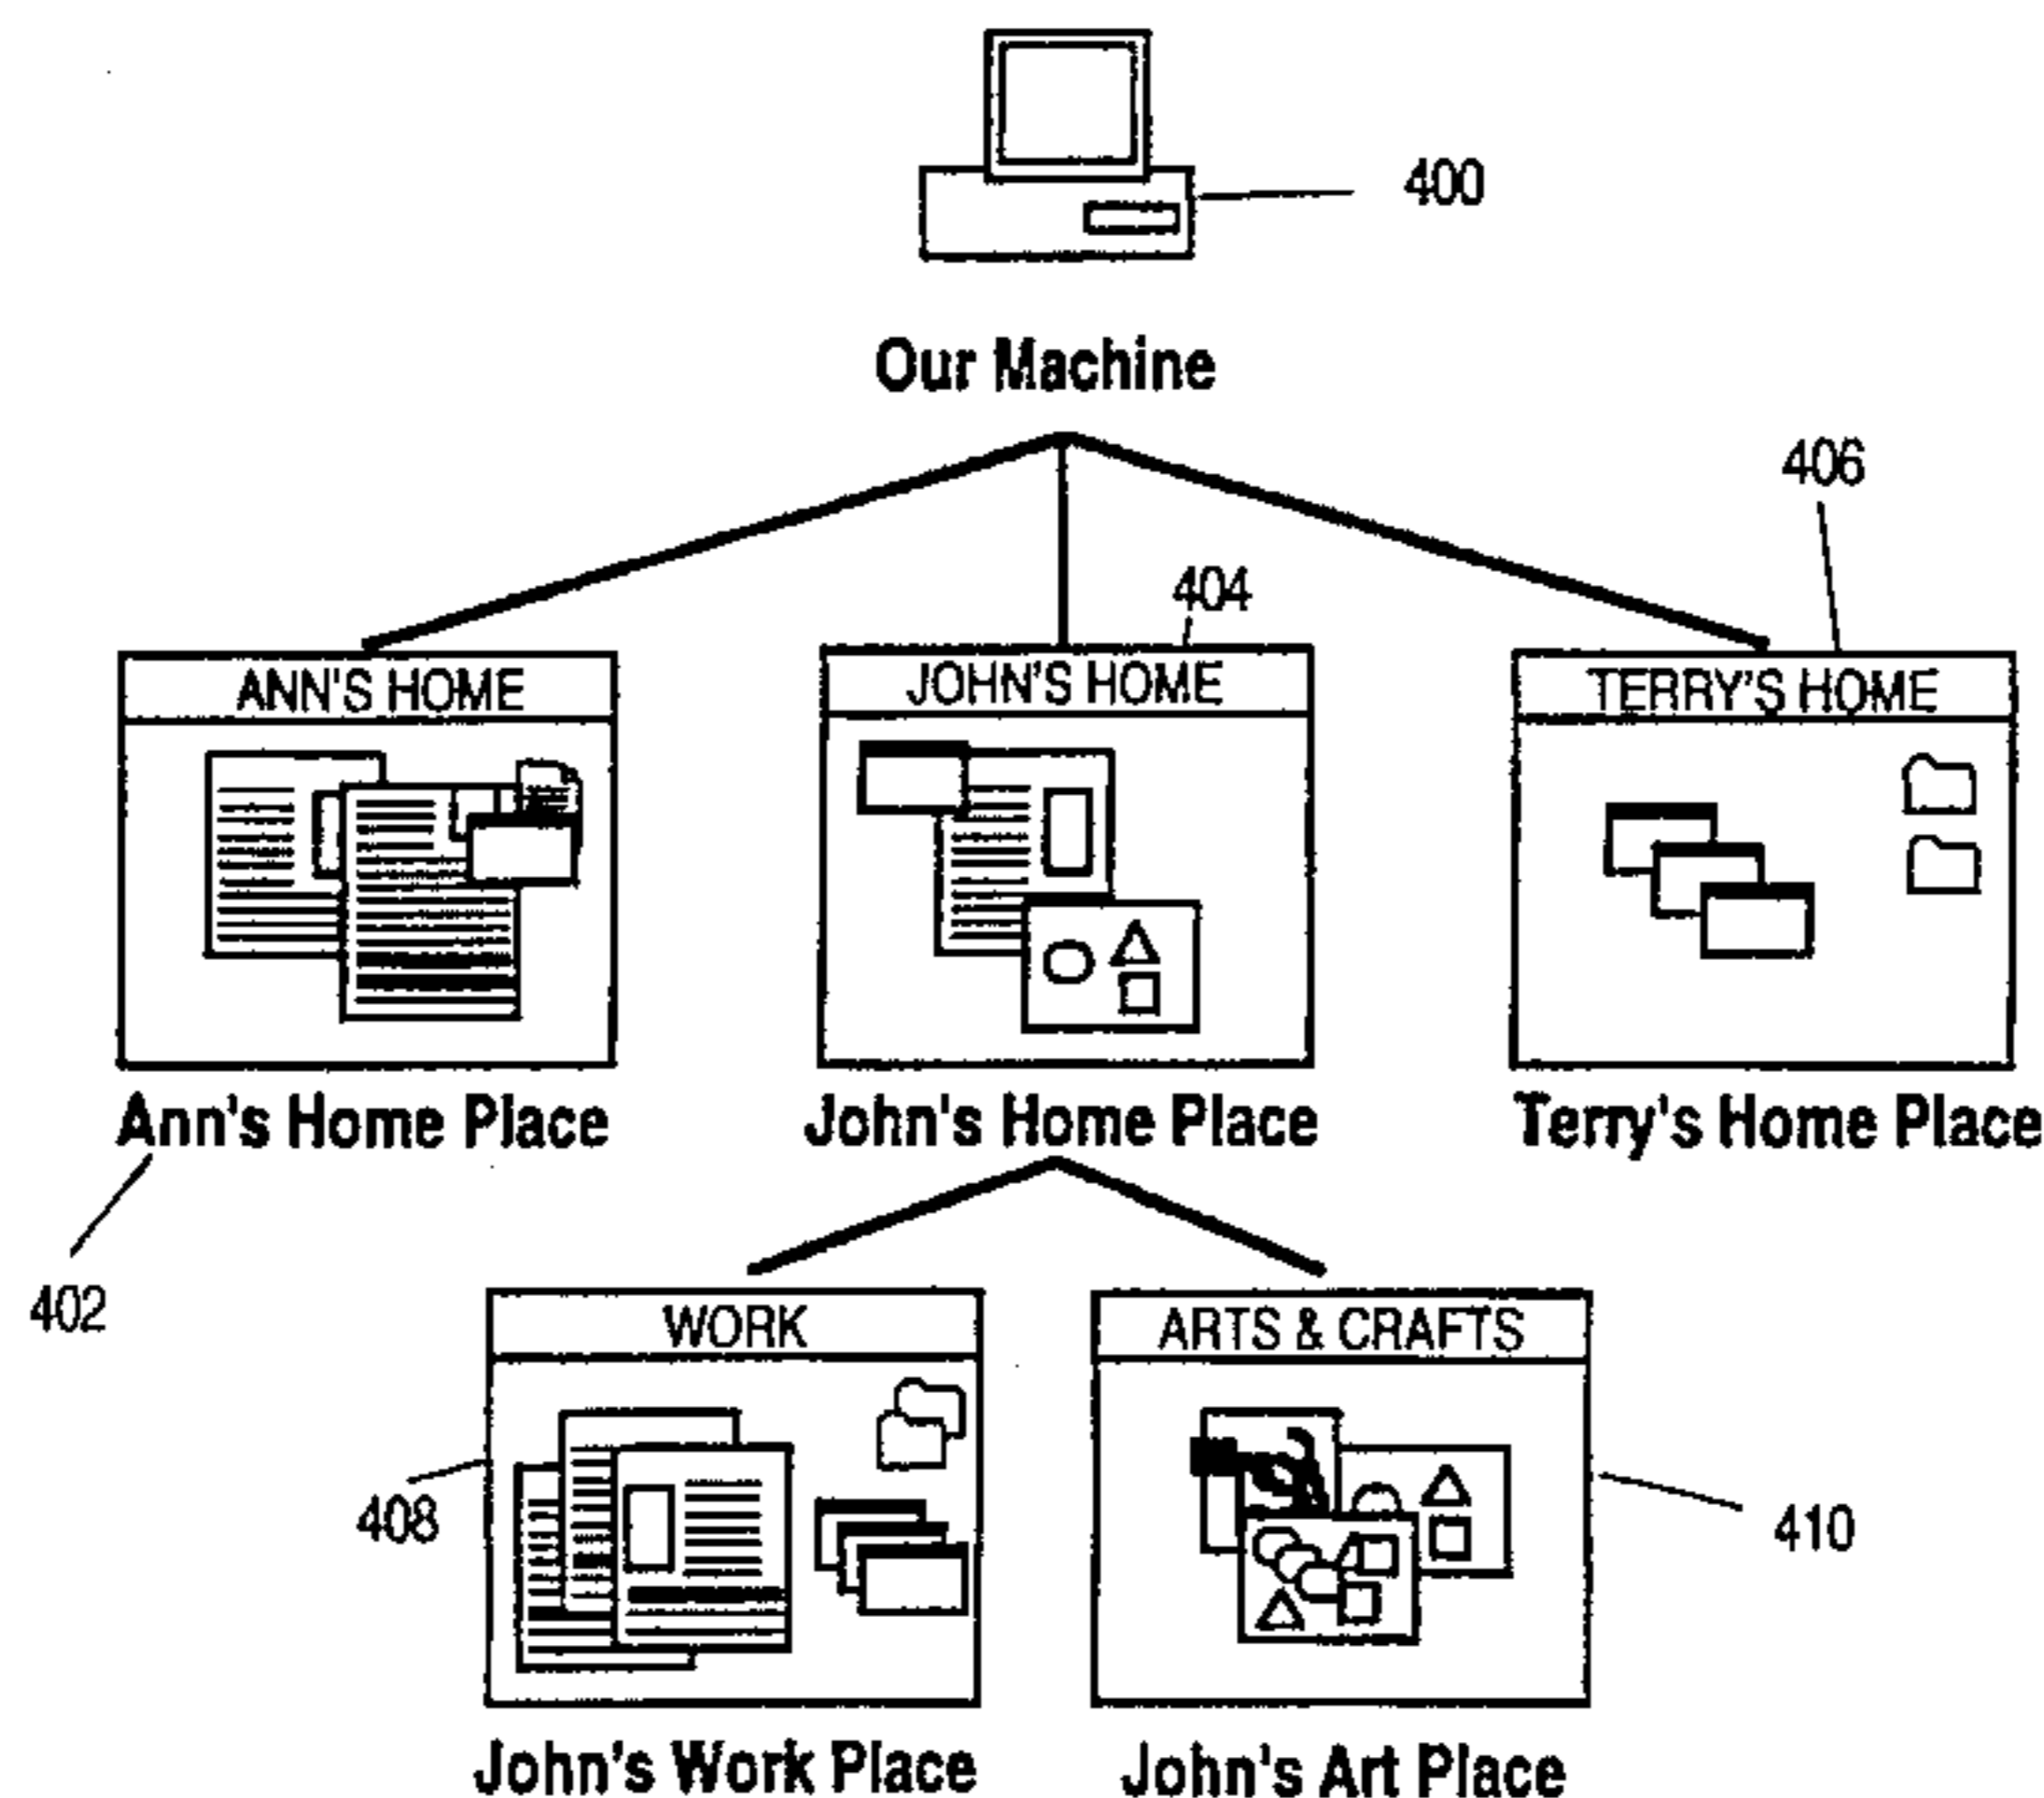 400
Our Machine
406
404
ANN'S HOME
JOHN'S HOME
TERRY'S HOME
Ann's Home Place
John's Home Place
Terry's Home Place
402
WORK
ARTS & CRAFTS
408
410
John's Work Place
John's Art Place